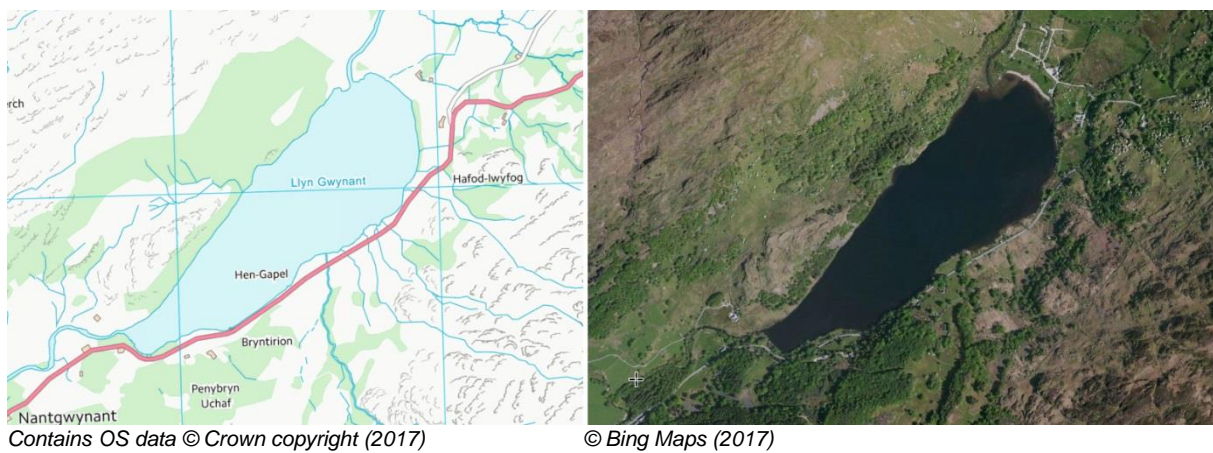 erch
Llyn Gwynant
Hafod-lwyfog
Hen-Gapel
Bryntirion
Penybryn
Uchaf
Nantgwynant
Contains OS data © Crown copyright (2017)
© Bing Maps (2017)